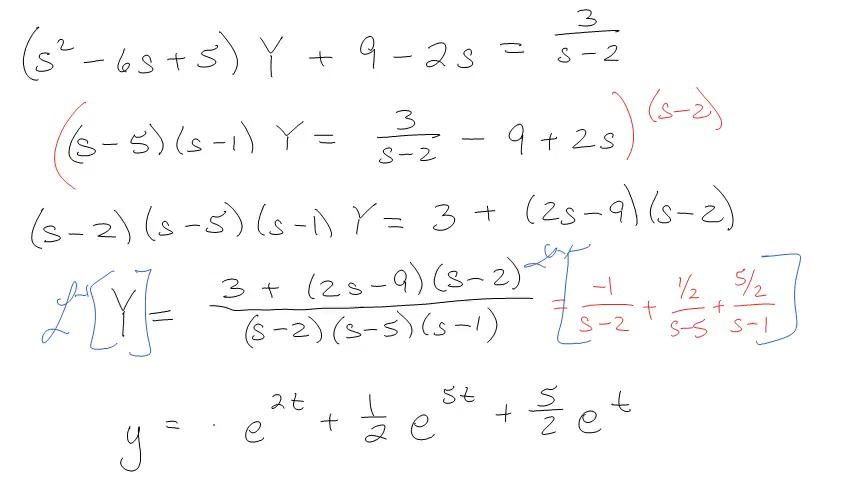 (s² - 6s + 5) Y + 9 - 2s = 3/(s-2)
((s-5)(s-1) Y = 3/(s-2) - 9 + 2s) (s-2)
(s-2)(s-5)(s-1) Y = 3 + (2s-9)(s-2)
ℒ⁻¹[Y] = (3 + (2s-9)(s-2))/((s-2)(s-5)(s-1)) = ℒ⁻¹[-1/(s-2) + (1/2)/(s-5) + (5/2)/(s-1)]
y = · e^{2t} + 1/2 e^{5t} + 5/2 e^{t}